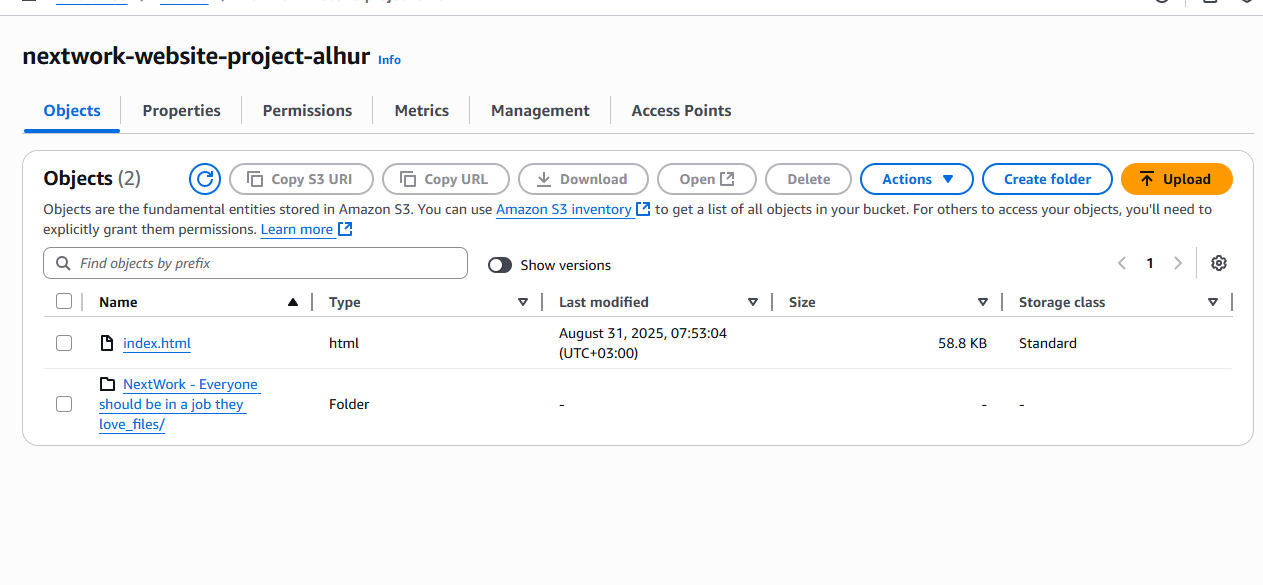 nextwork-website-project-alhur Info
Objects Properties Permissions Metrics Management Access Points
Objects (2) Copy S3 URI Copy URL Download Open Delete Actions Create folder Upload
Objects are the fundamental entities stored in Amazon S3. You can use Amazon S3 inventory to get a list of all objects in your bucket. For others to access your objects, you'll need to
explicitly grant them permissions. Learn more
Find objects by prefix Show versions 1
Name Type Last modified Size Storage class
index.html html August 31, 2025, 07:53:04 58.8 KB Standard
(UTC+03:00)
NextWork - Everyone
should be in a job they Folder - - -
love_files/